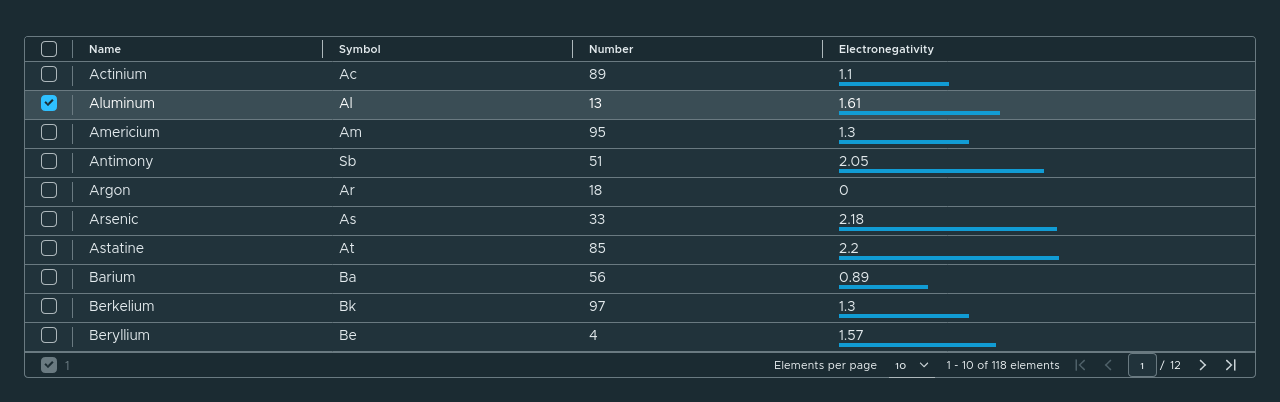 Name Symbol Number Electronegativity
Actinium Ac 89 1.1
Aluminum Al 13 1.61
Americium Am 95 1.3
Antimony Sb 51 2.05
Argon Ar 18 0
Arsenic As 33 2.18
Astatine At 85 2.2
Barium Ba 56 0.89
Berkelium Bk 97 1.3
Beryllium Be 4 1.57
1 Elements per page 10 1 - 10 of 118 elements 1 / 12